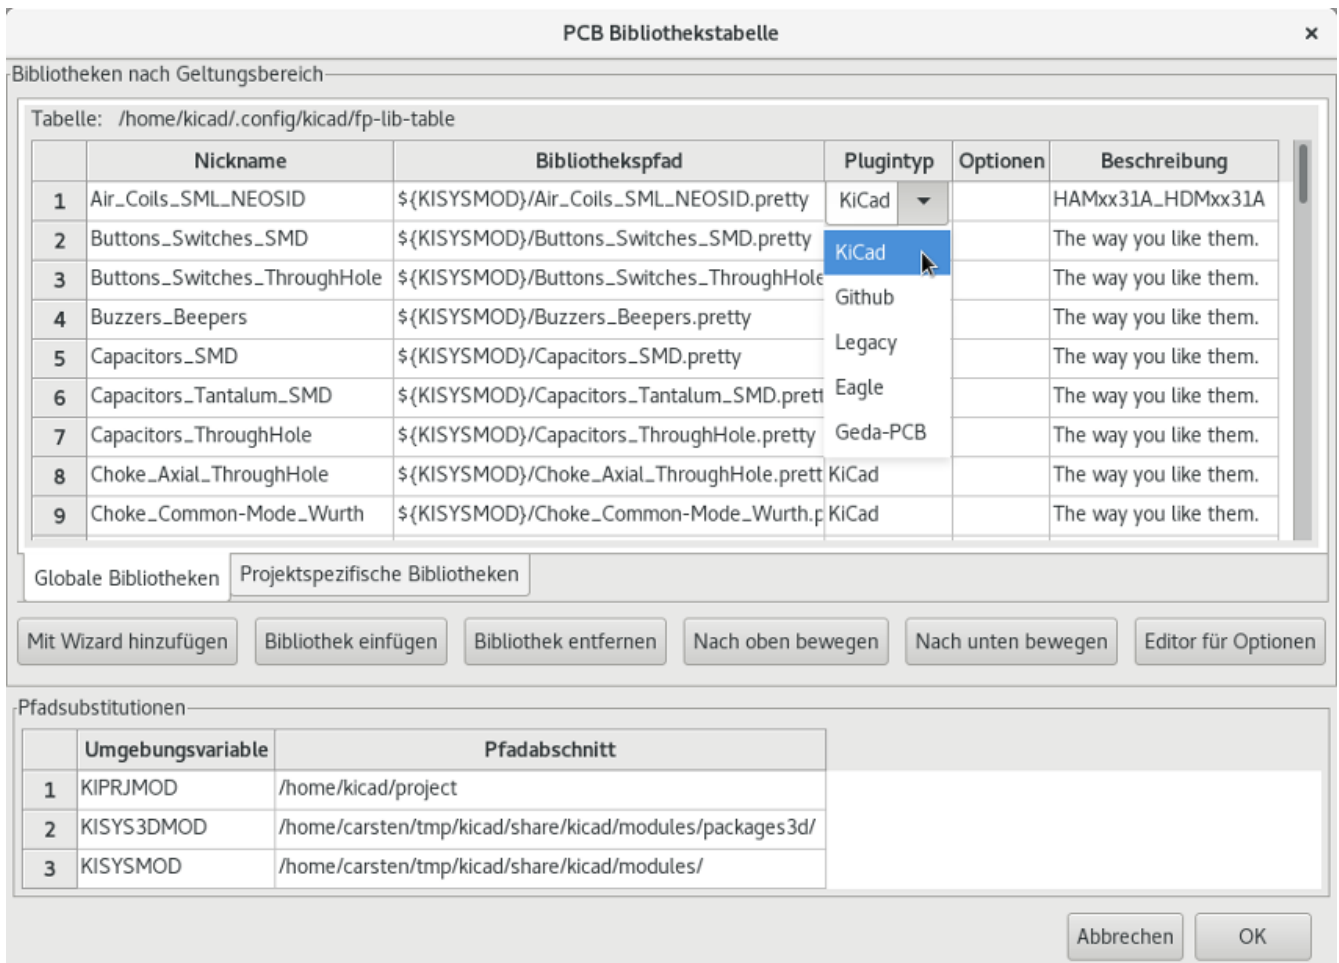 PCB Bibliothekstabelle
Bibliotheken nach Geltungsbereich
Tabelle: /home/kicad/.config/kicad/fp-lib-table
Nickname Bibliothekspfad Plugintyp Optionen Beschreibung
1 Air_Coils_SML_NEOSID ${KISYSMOD}/Air_Coils_SML_NEOSID.pretty KiCad HAMxx31A_HDMxx31A
2 Buttons_Switches_SMD ${KISYSMOD}/Buttons_Switches_SMD.pretty The way you like them.
3 Buttons_Switches_ThroughHole ${KISYSMOD}/Buttons_Switches_ThroughHole The way you like them.
4 Buzzers_Beepers ${KISYSMOD}/Buzzers_Beepers.pretty The way you like them.
5 Capacitors_SMD ${KISYSMOD}/Capacitors_SMD.pretty The way you like them.
6 Capacitors_Tantalum_SMD ${KISYSMOD}/Capacitors_Tantalum_SMD.prett The way you like them.
7 Capacitors_ThroughHole ${KISYSMOD}/Capacitors_ThroughHole.pretty The way you like them.
8 Choke_Axial_ThroughHole ${KISYSMOD}/Choke_Axial_ThroughHole.prett KiCad The way you like them.
9 Choke_Common-Mode_Wurth ${KISYSMOD}/Choke_Common-Mode_Wurth.p KiCad The way you like them.
KiCad
Github
Legacy
Eagle
Geda-PCB
Globale Bibliotheken Projektspezifische Bibliotheken
Mit Wizard hinzufügen Bibliothek einfügen Bibliothek entfernen Nach oben bewegen Nach unten bewegen Editor für Optionen
Pfadsubstitutionen
Umgebungsvariable Pfadabschnitt
1 KIPRJMOD /home/kicad/project
2 KISYS3DMOD /home/carsten/tmp/kicad/share/kicad/modules/packages3d/
3 KISYSMOD /home/carsten/tmp/kicad/share/kicad/modules/
Abbrechen OK